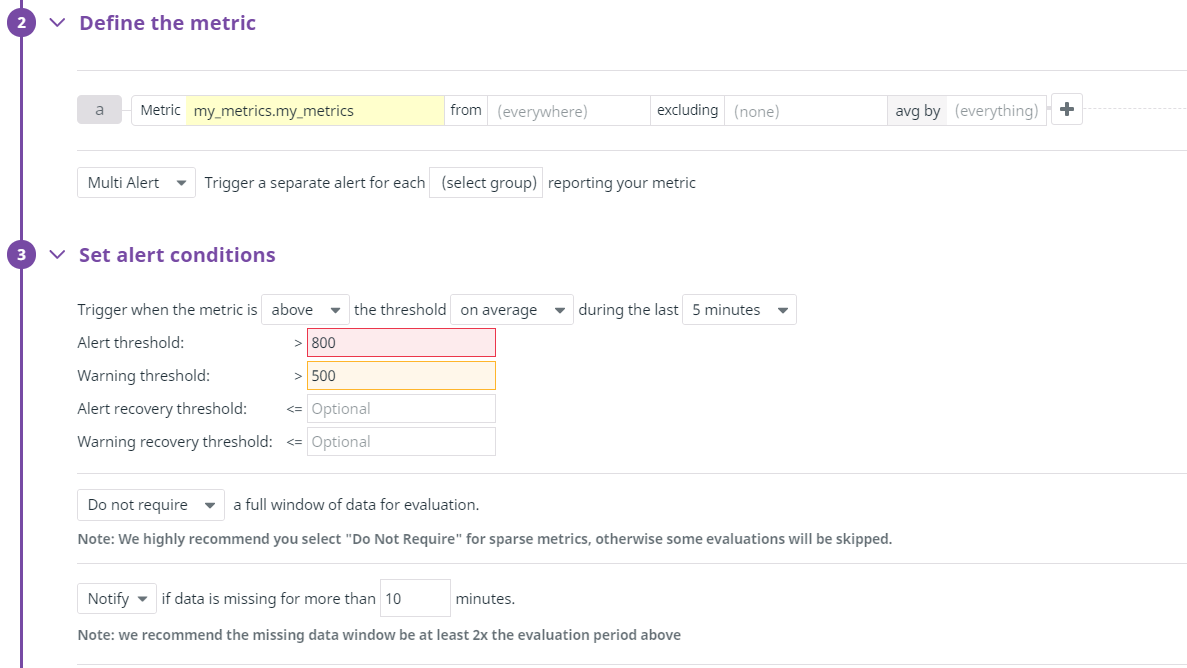 2 Define the metric
a Metric my_metrics.my_metrics from (everywhere) excluding (none) avg by (everything) +
Multi Alert Trigger a separate alert for each (select group) reporting your metric
3 Set alert conditions
Trigger when the metric is above the threshold on average during the last 5 minutes
Alert threshold: > 800
Warning threshold: > 500
Alert recovery threshold: <= Optional
Warning recovery threshold: <= Optional
Do not require a full window of data for evaluation.
Note: We highly recommend you select "Do Not Require" for sparse metrics, otherwise some evaluations will be skipped.
Notify if data is missing for more than 10 minutes.
Note: we recommend the missing data window be at least 2x the evaluation period above